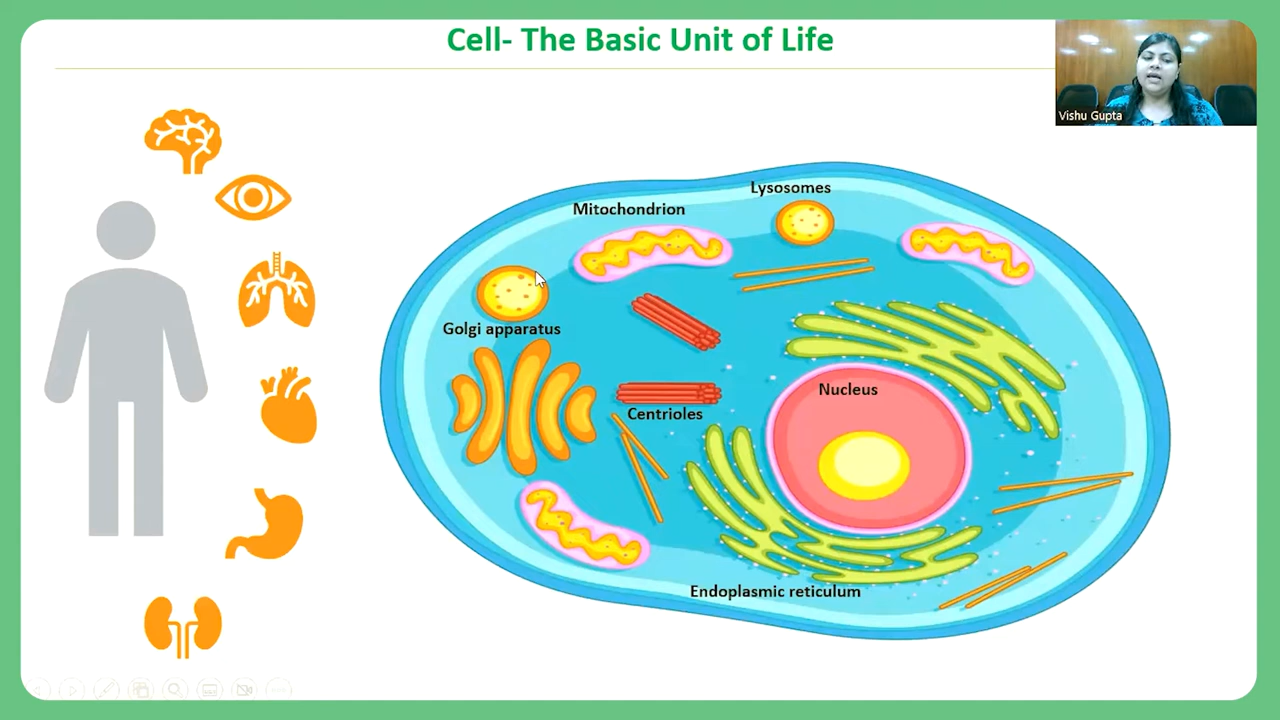 Cell- The Basic Unit of Life
Vishu Gupta
Lysosomes
Mitochondrion
Golgi apparatus
Nucleus
Centrioles
Endoplasmic reticulum